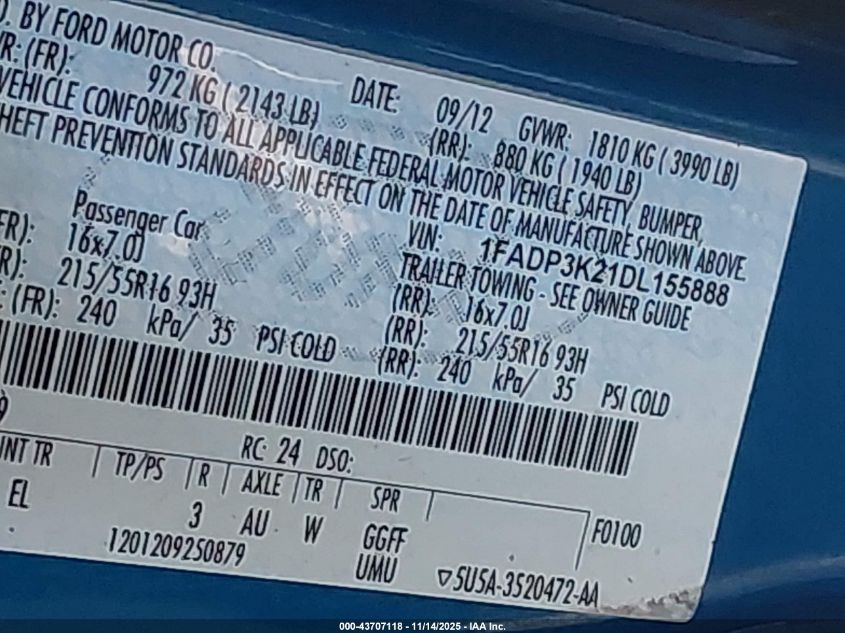 . BY FORD MOTOR CO.
DATE: 09/12 GVWR: 1810 KG ( 3990 LB)
(FR): 972 KG ( 2143 LB) (RR): 880 KG ( 1940 LB)
VEHICLE CONFORMS TO ALL APPLICABLE FEDERAL MOTOR VEHICLE SAFETY, BUMPER,
THEFT PREVENTION STANDARDS IN EFFECT ON THE DATE OF MANUFACTURE SHOWN ABOVE.
VIN: 1FADP3K21DL155888
Passenger Car TRAILER TOWING - SEE OWNER GUIDE
FR): 16x7.0J (RR): 16x7.0J
R): 215/55R16 93H (RR): 215/55R16 93H
(FR): 240 kPa/ 35 PSI COLD (RR): 240 kPa/ 35 PSI COLD
9
RC: 24 DSO:
INT TR TP/PS R AXLE TR SPR
EL 3 AU W GGFF F0100
1201209250879 UMU ▽5U5A-3520472-AA
000-43707118 - 11/14/2025 - IAA Inc.